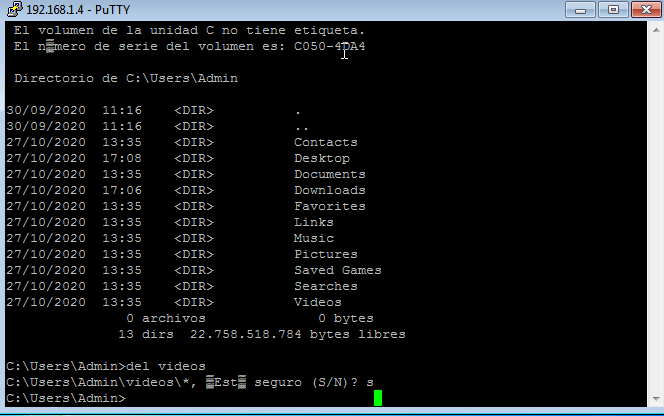 192.168.1.4 - PuTTY
El volumen de la unidad C no tiene etiqueta.
El n▒mero de serie del volumen es: C050-4DA4
Directorio de C:\Users\Admin
30/09/2020 11:16 <DIR> .
30/09/2020 11:16 <DIR> ..
27/10/2020 13:35 <DIR> Contacts
27/10/2020 17:08 <DIR> Desktop
27/10/2020 13:35 <DIR> Documents
27/10/2020 17:06 <DIR> Downloads
27/10/2020 13:35 <DIR> Favorites
27/10/2020 13:35 <DIR> Links
27/10/2020 13:35 <DIR> Music
27/10/2020 13:35 <DIR> Pictures
27/10/2020 13:35 <DIR> Saved Games
27/10/2020 13:35 <DIR> Searches
27/10/2020 13:35 <DIR> Videos
0 archivos 0 bytes
13 dirs 22.758.518.784 bytes libres
C:\Users\Admin>del videos
C:\Users\Admin\videos\*, ▒Est▒ seguro (S/N)? s
C:\Users\Admin>